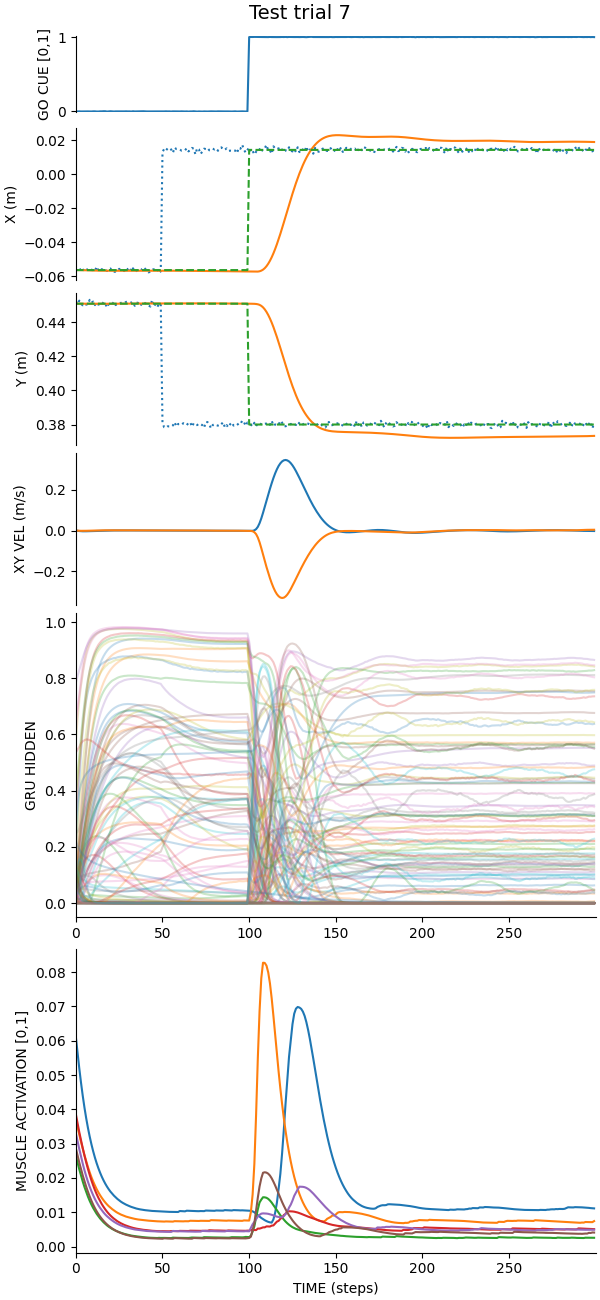 Test trial 7
GO CUE [0,1]
1
0
X (m)
0.02
0.00
−0.02
−0.04
−0.06
Y (m)
0.44
0.42
0.40
0.38
XY VEL (m/s)
0.2
0.0
−0.2
GRU HIDDEN
1.0
0.8
0.6
0.4
0.2
0.0
0 50 100 150 200 250
MUSCLE ACTIVATION [0,1]
0.08
0.07
0.06
0.05
0.04
0.03
0.02
0.01
0.00
0 50 100 150 200 250
TIME (steps)